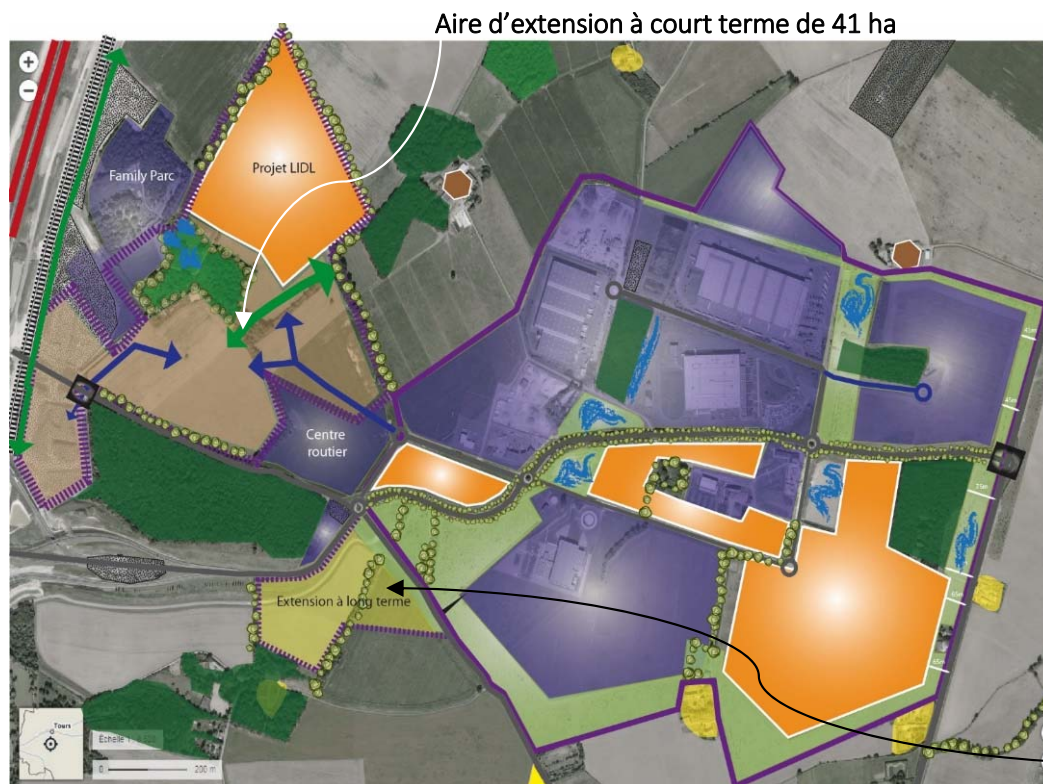 Aire d'extension à court terme de 41 ha
+
−
Projet LIDL
Family Parc
Centre
routier
Extension à long terme
Tours
0
200 m